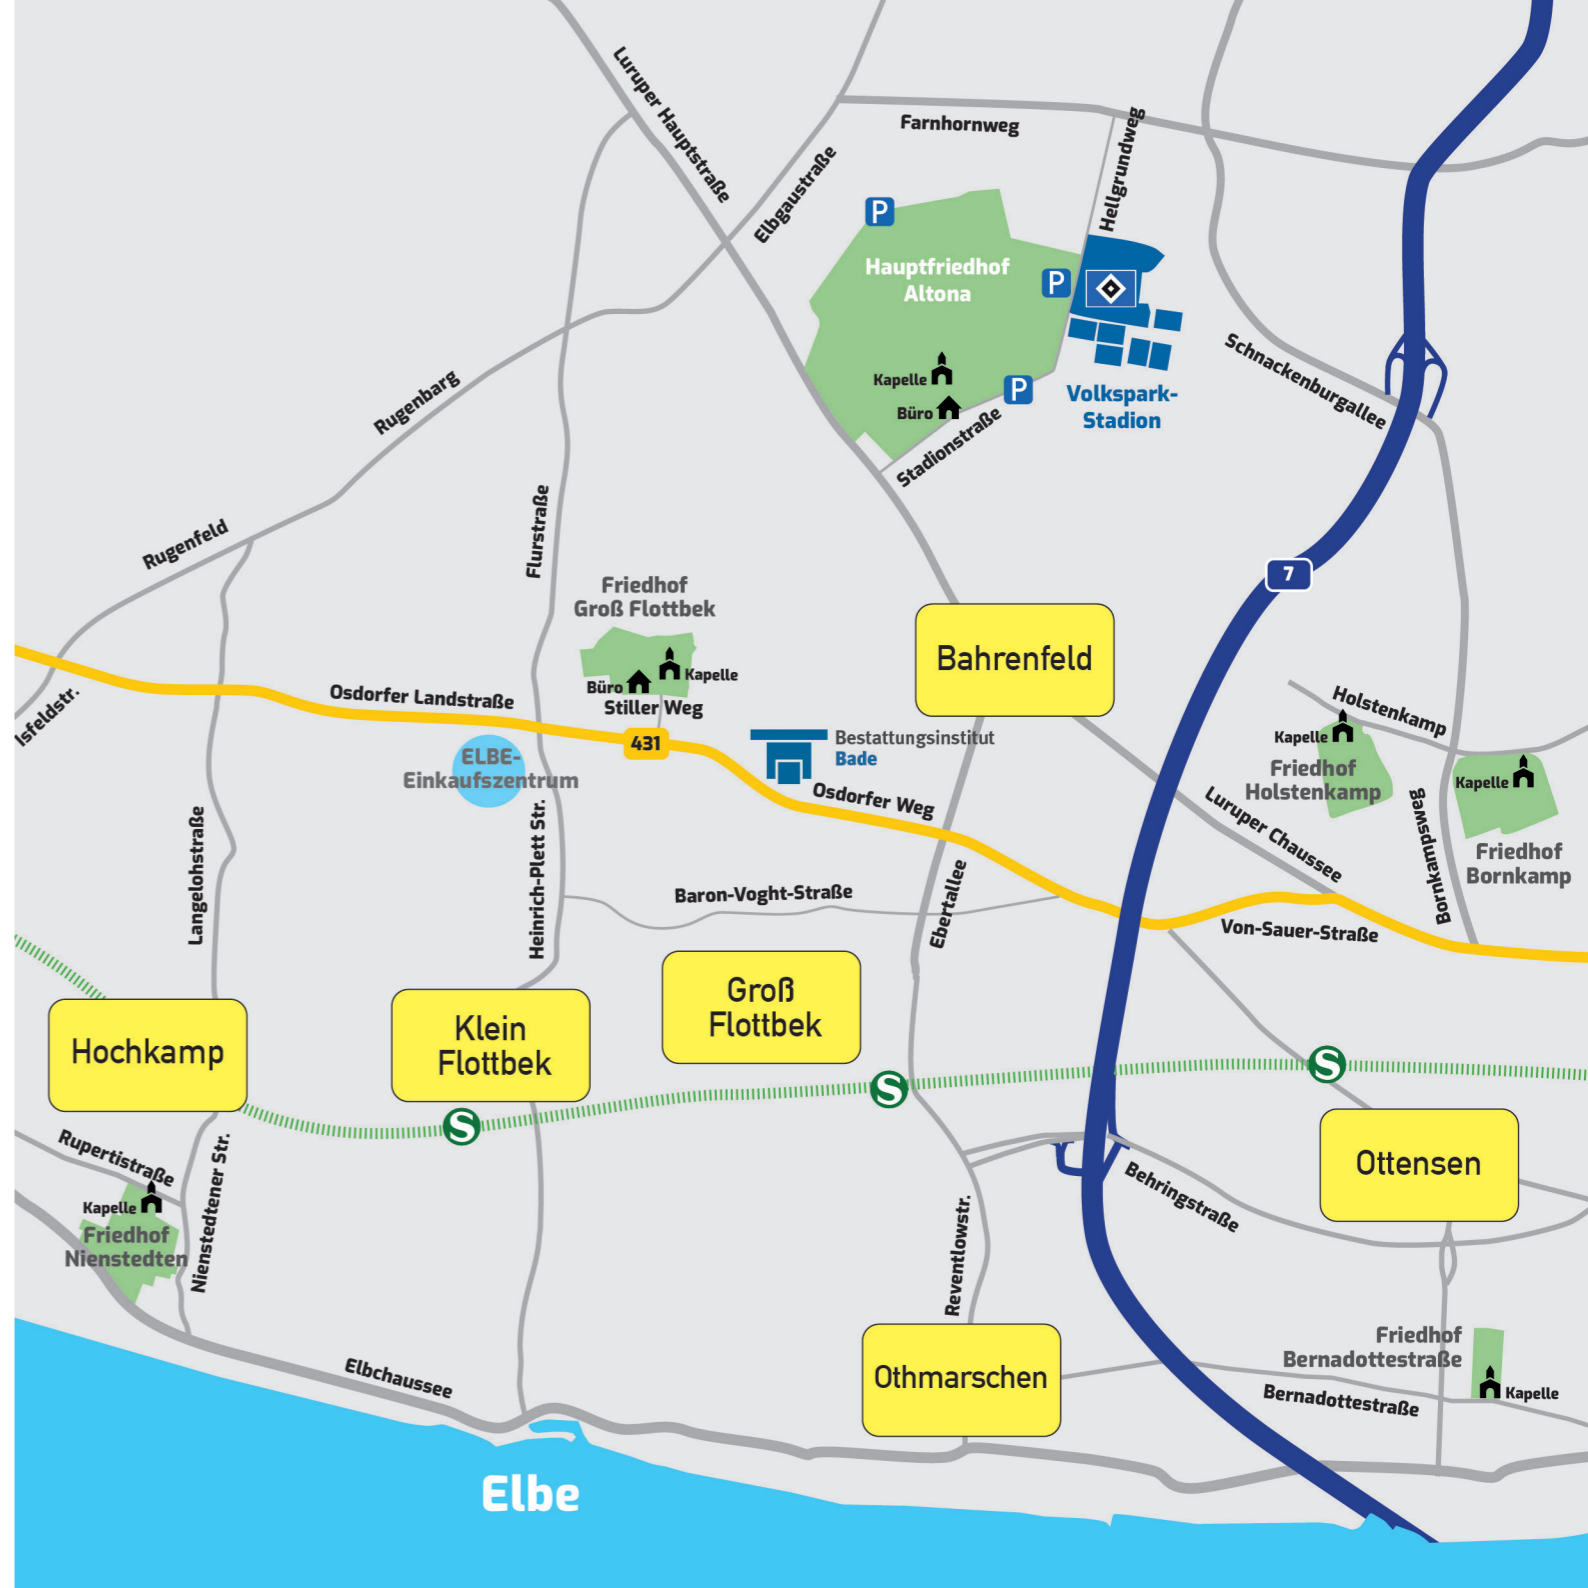 Luruper Hauptstraße
Farnhornweg
Hellgrundweg
Elbgaustraße
P
Hauptfriedhof
Altona
P
Kapelle
Büro
P
Stadionstraße
Volkspark-
Stadion
Schnackenburgallee
Rugenbarg
Flurstraße
Rugenfeld
7
Friedhof
Groß Flottbek
Kapelle
Büro
Stiller Weg
Bahrenfeld
Isfeldstr.
Osdorfer Landstraße
431
ELBE-
Einkaufszentrum
Bestattungsinstitut
Bade
Osdorfer Weg
Holstenkamp
Kapelle
Friedhof
Holstenkamp
Kapelle
Friedhof
Bornkamp
Bornkampsweg
Luruper Chaussee
Langelohstraße
Heinrich-Plett Str.
Baron-Voght-Straße
Ebertallee
Von-Sauer-Straße
Hochkamp
Klein
Flottbek
Groß
Flottbek
S
S
S
Ottensen
Rupertistraße
Kapelle
Friedhof
Nienstedten
Nienstedtener Str.
Behringstraße
Reventlowstr.
Othmarschen
Friedhof
Bernadottestraße
Kapelle
Bernadottestraße
Elbchaussee
Elbe